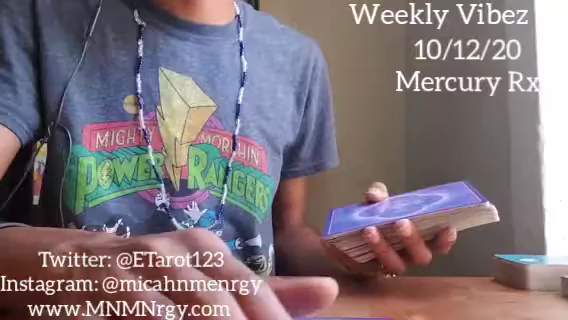 Weekly Vibez
10/12/20
Mercury Rx
MIGHTY MORPHIN
POWER RANGERS
Twitter: @ETarot123
Instagram: @micahnmenrgy
www.MNMNrgy.com